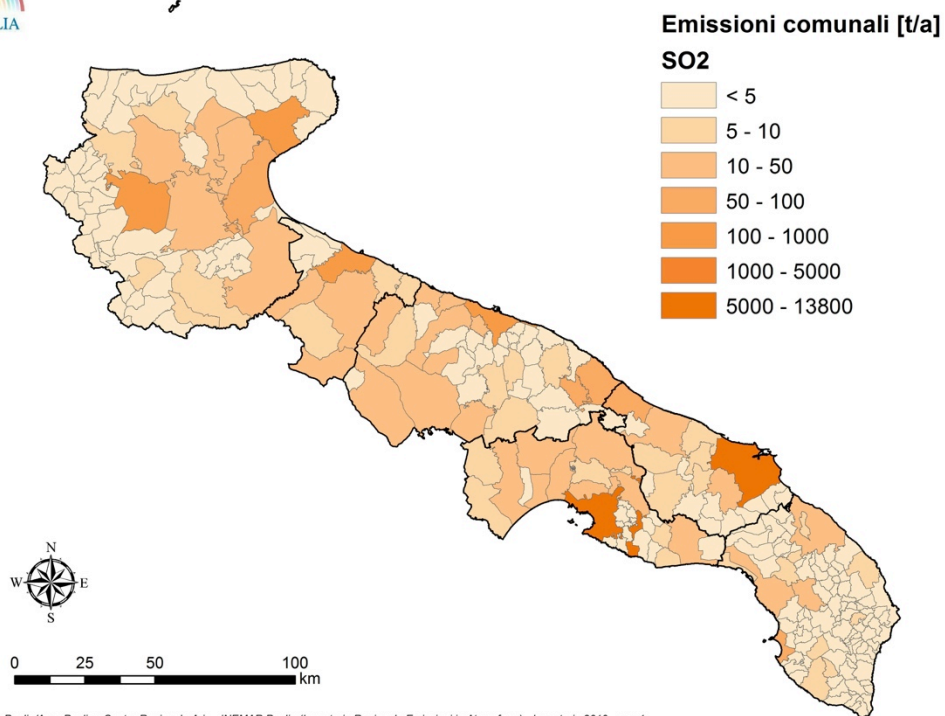 LIA
Emissioni comunali [t/a]
SO2
< 5
5 - 10
10 - 50
50 - 100
100 - 1000
1000 - 5000
5000 - 13800
N
W E
S
0 25 50 100
km